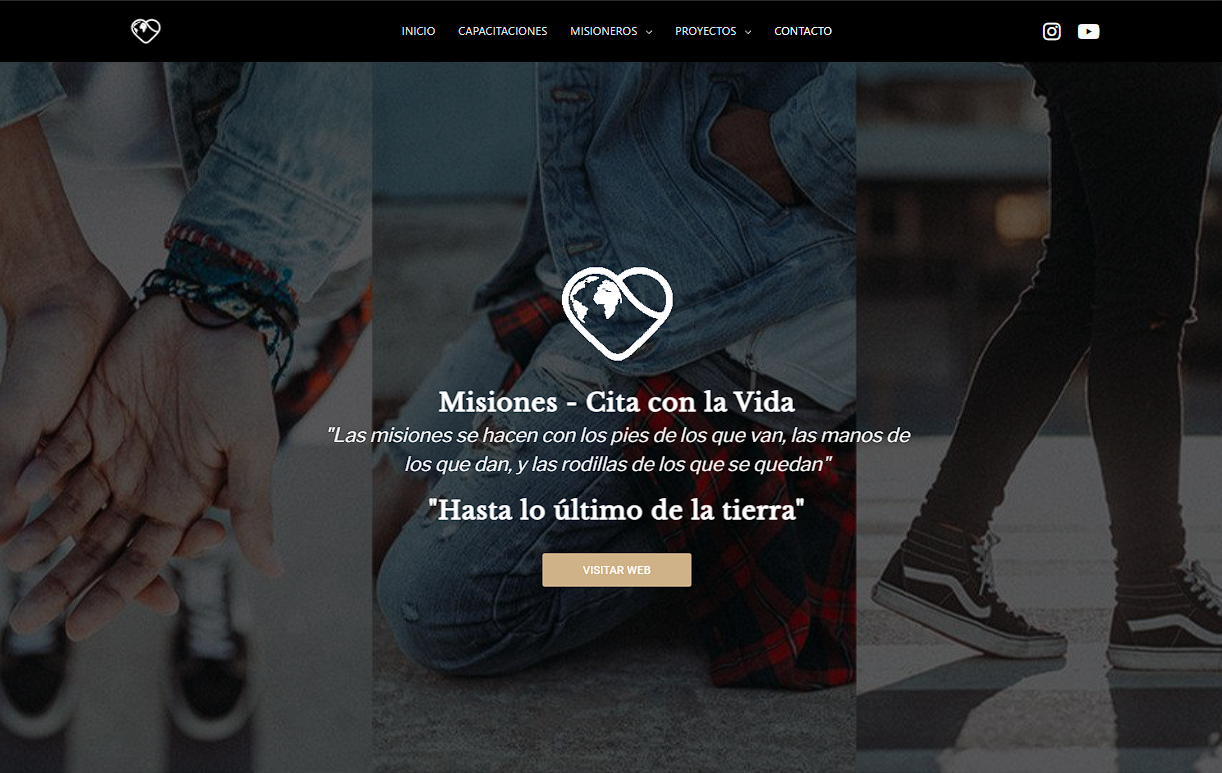 INICIO
CAPACITACIONES
MISIONEROS
PROYECTOS
CONTACTO
Misiones - Cita con la Vida
"Las misiones se hacen con los pies de los que van, las manos de
los que dan, y las rodillas de los que se quedan"
"Hasta lo último de la tierra"
VISITAR WEB